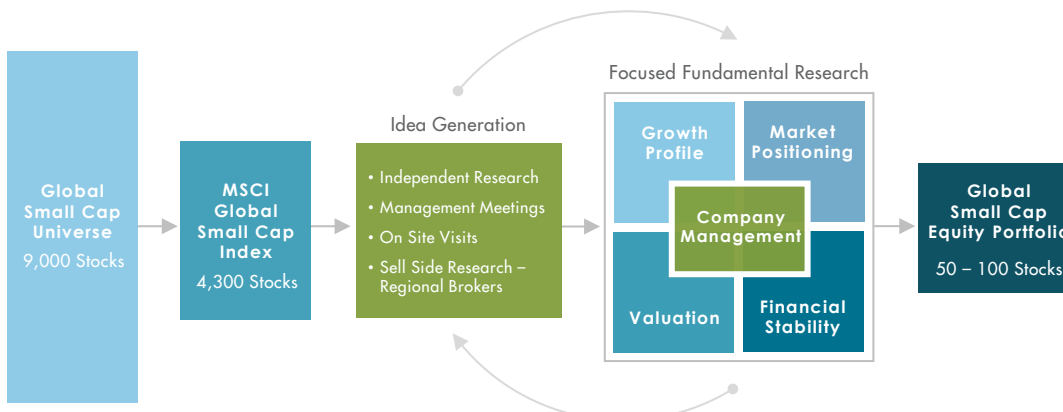 Global
Small Cap
Universe
9,000 Stocks
MSCI
Global
Small Cap
Index
4,300 Stocks
Idea Generation
• Independent Research
• Management Meetings
• On Site Visits
• Sell Side Research –
Regional Brokers
Focused Fundamental Research
Growth
Profile
Market
Positioning
Company
Management
Valuation
Financial
Stability
Global
Small Cap
Equity Portfolio
50 – 100 Stocks